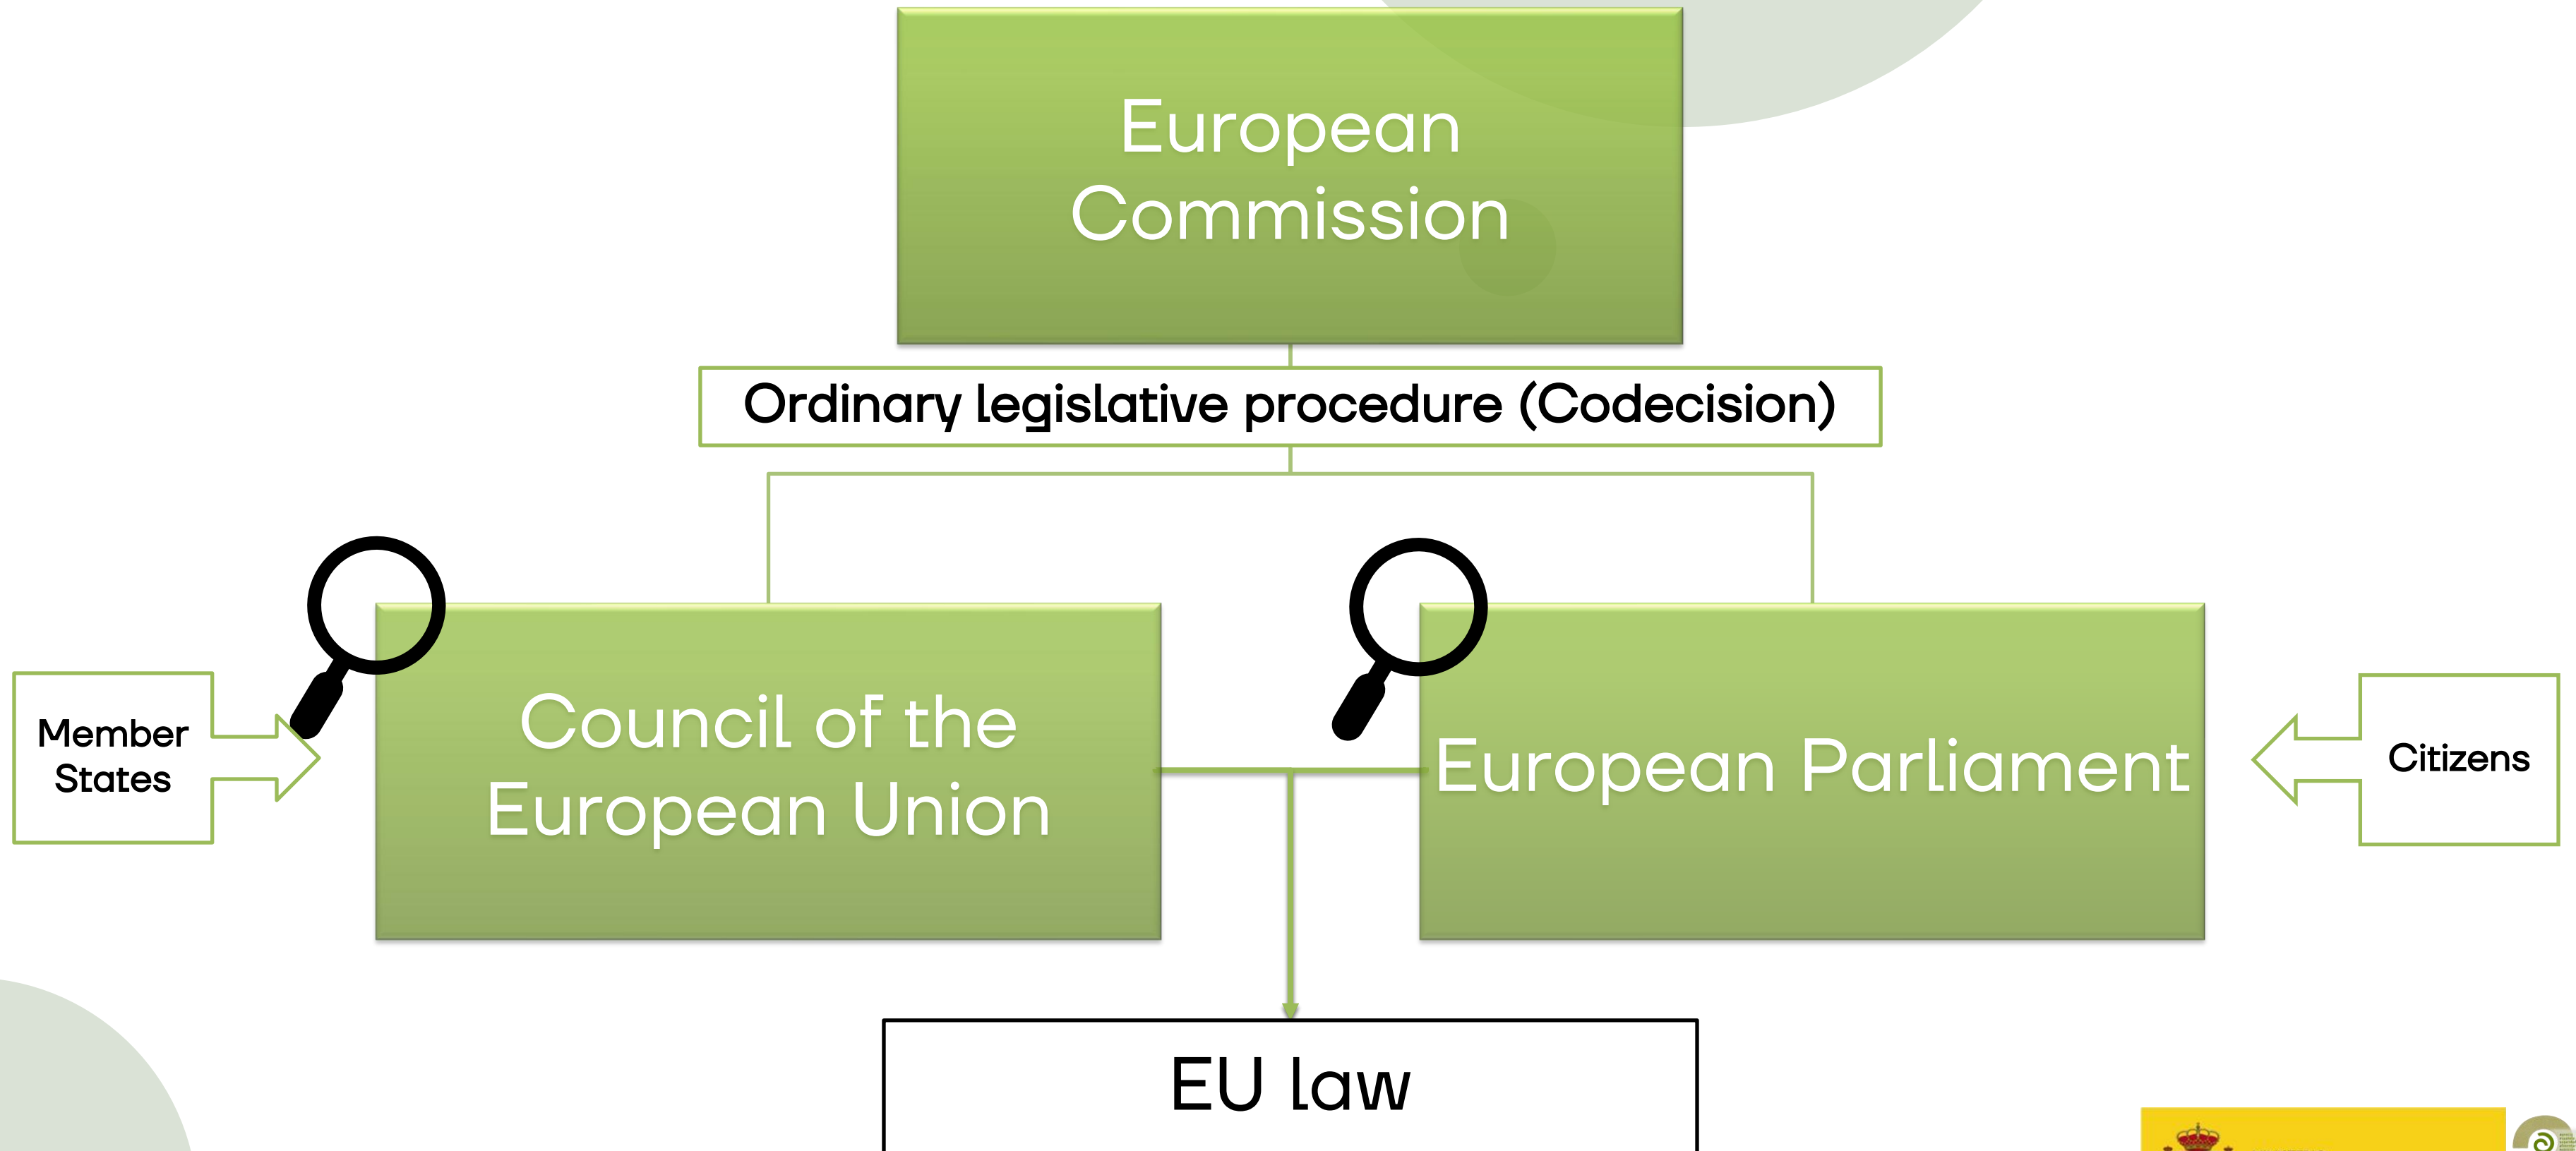 European
Commission
Ordinary legislative procedure (Codecision)
Member
States
Council of the
European Union
European Parliament
Citizens
EU law